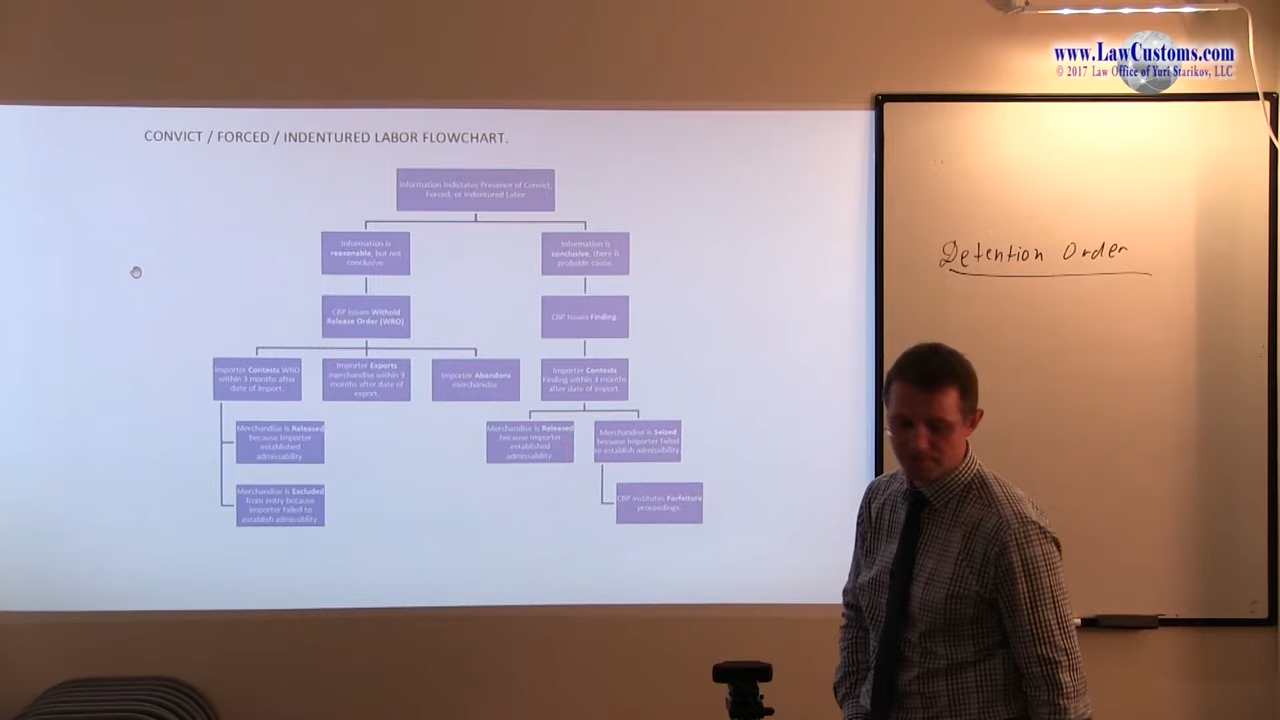 www.LawCustoms.com
© 2017 Law Office of Yuri Starikov, LLC
CONVICT / FORCED / INDENTURED LABOR FLOWCHART.
Information Indictates Presence of Convict,
Forced, or Indentured Labor
Information is
reasonable, but not
conclusive
Information is
conclusive, there is
probable cause.
CBP Issues Withold
Release Order (WRO)
CBP Issues Finding
Importer Contests WRO
within 3 months after
date of import.
Importer Exports
merchandise within 3
months after date of
export.
Importer Abandons
merchandise.
Importer Contests
Finding within 3 months
after date of import.
Merchandise is Released
because Importer
established
admissability
Merchandise is Excluded
from entry because
Importer failed to
establish admissiblity
Merchandise is Released
because Importer
established
admissability
Merchandise is Seized
becuase Importer failed
to establish admissibility
CBP institutes Forfeiture
proceedings.
Detention Order